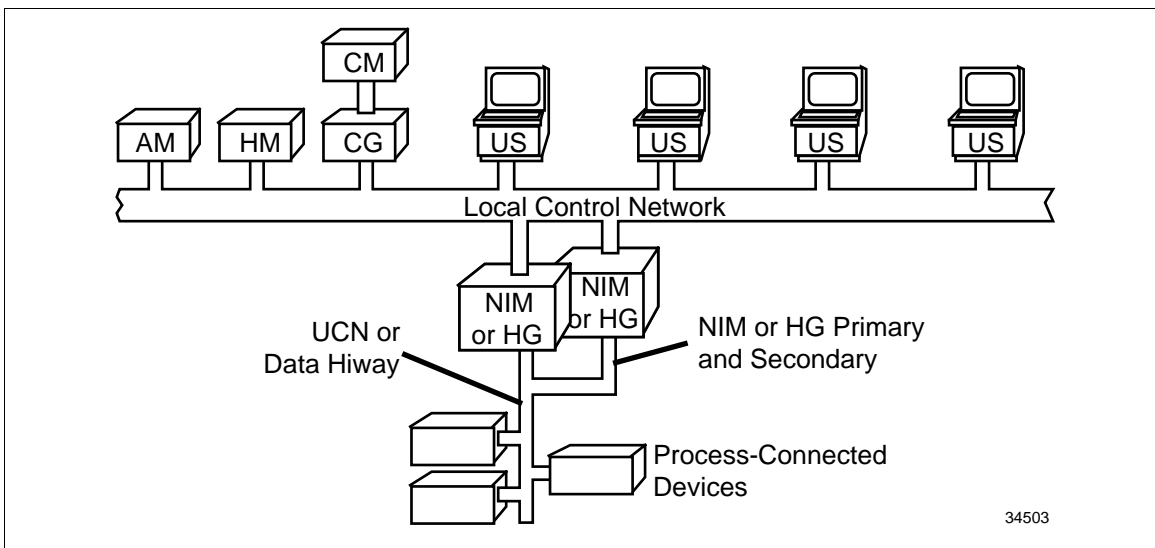 CM
AM
HM
CG
US
US
US
US
Local Control Network
NIM
or HG
NIM
or HG
UCN or
Data Hiway
NIM or HG Primary
and Secondary
Process-Connected
Devices
34503